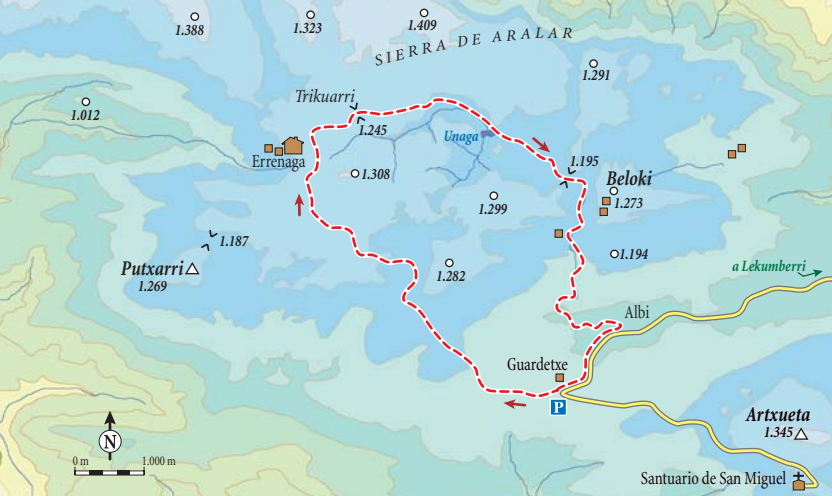 1.388
1.323
1.409
SIERRA DE ARALAR
1.291
Trikuarri
1.012
1.245
Unaga
Errenaga
1.195
1.308
Beloki
1.273
1.299
1.187
1.194
Putxarri
1.269
1.282
a Lekumberri
Albi
Guardetxe
P
Artxueta
1.345
N
0 m
1.000 m
Santuario de San Miguel